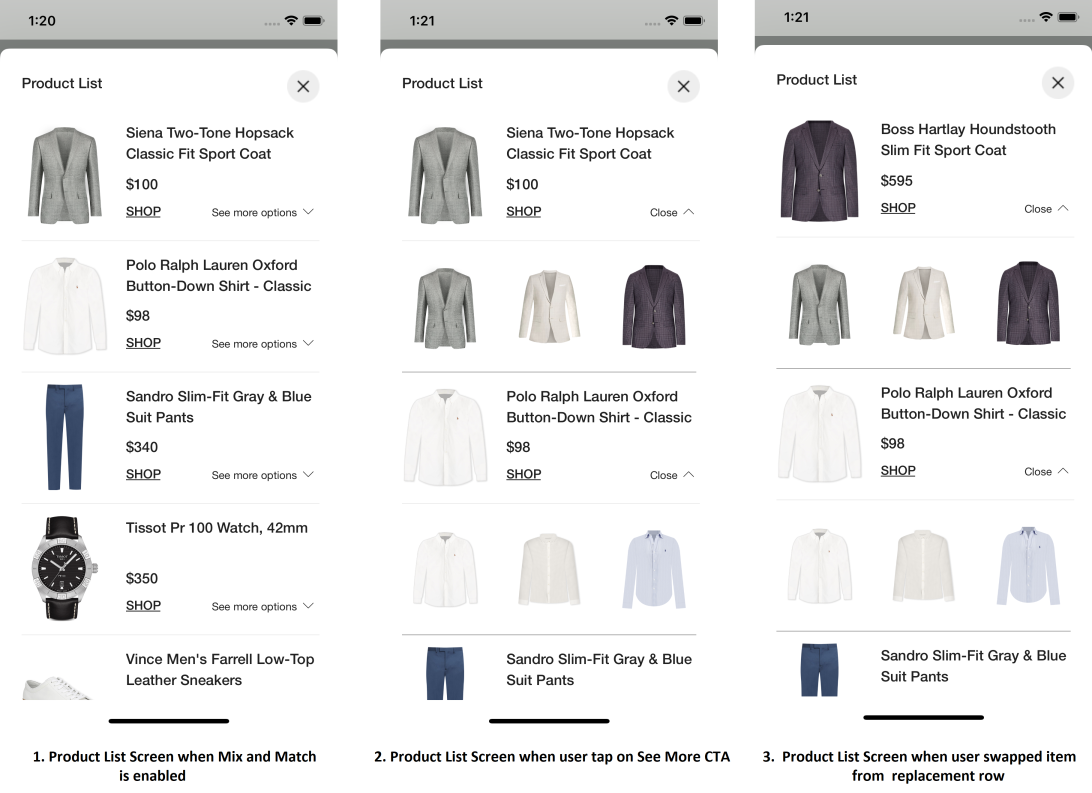 1:20
Product List
Siena Two-Tone Hopsack
Classic Fit Sport Coat
$100
SHOP
See more options
Polo Ralph Lauren Oxford
Button-Down Shirt - Classic
$98
SHOP
See more options
Sandro Slim-Fit Gray & Blue
Suit Pants
$340
SHOP
See more options
Tissot Pr 100 Watch, 42mm
$350
SHOP
See more options
Vince Men's Farrell Low-Top
Leather Sneakers
1. Product List Screen when Mix and Match
is enabled
1:21
Product List
Siena Two-Tone Hopsack
Classic Fit Sport Coat
$100
SHOP
Close
Polo Ralph Lauren Oxford
Button-Down Shirt - Classic
$98
SHOP
Close
Sandro Slim-Fit Gray & Blue
Suit Pants
2. Product List Screen when user tap on See More CTA
1:21
Product List
Boss Hartlay Houndstooth
Slim Fit Sport Coat
$595
SHOP
Close
Polo Ralph Lauren Oxford
Button-Down Shirt - Classic
$98
SHOP
Close
Sandro Slim-Fit Gray & Blue
Suit Pants
3. Product List Screen when user swapped item
from replacement row